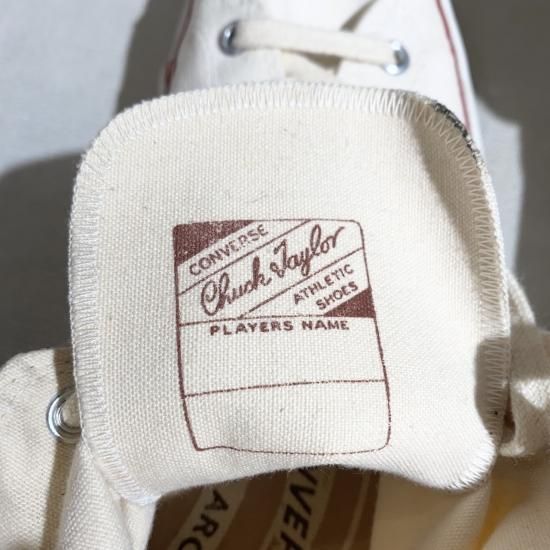 CONVERSE
Chuck Taylor
ATHLETIC
SHOES
PLAYERS NAME